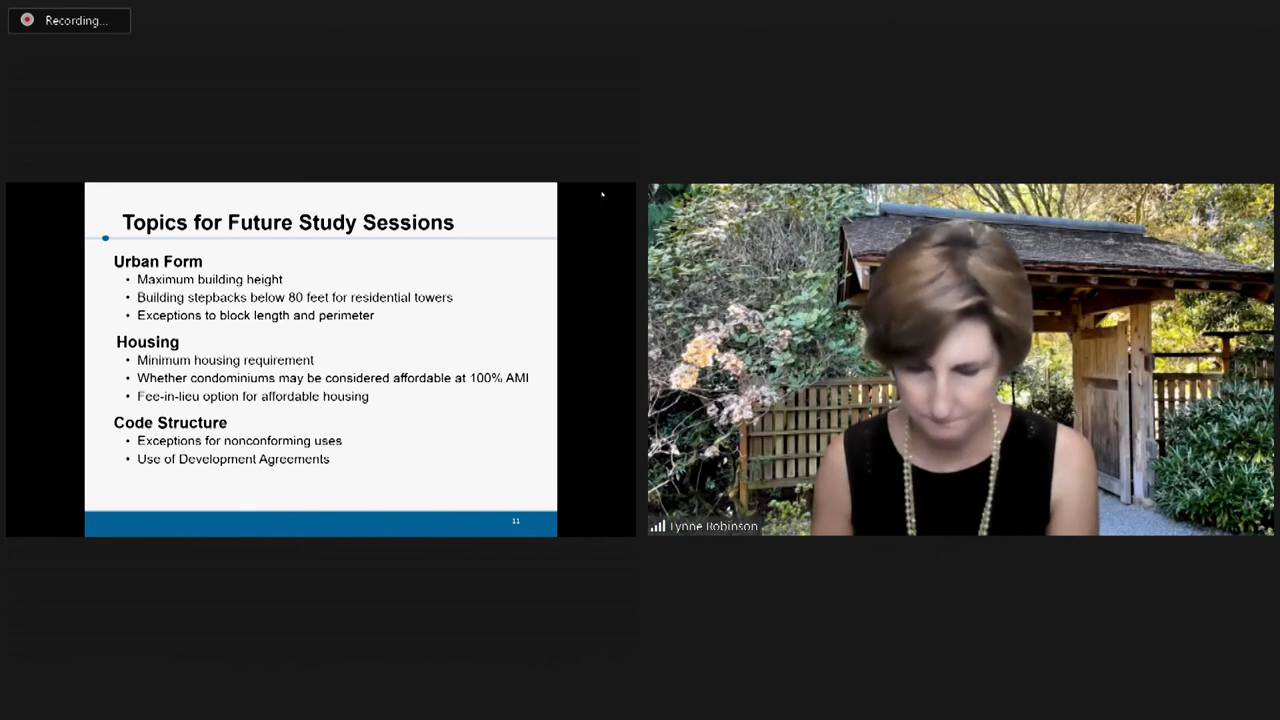 Recording...
Topics for Future Study Sessions
Urban Form
• Maximum building height
• Building stepbacks below 80 feet for residential towers
• Exceptions to block length and perimeter
Housing
• Minimum housing requirement
• Whether condominiums may be considered affordable at 100% AMI
• Fee-in-lieu option for affordable housing
Code Structure
• Exceptions for nonconforming uses
• Use of Development Agreements
11
Lynne Robinson